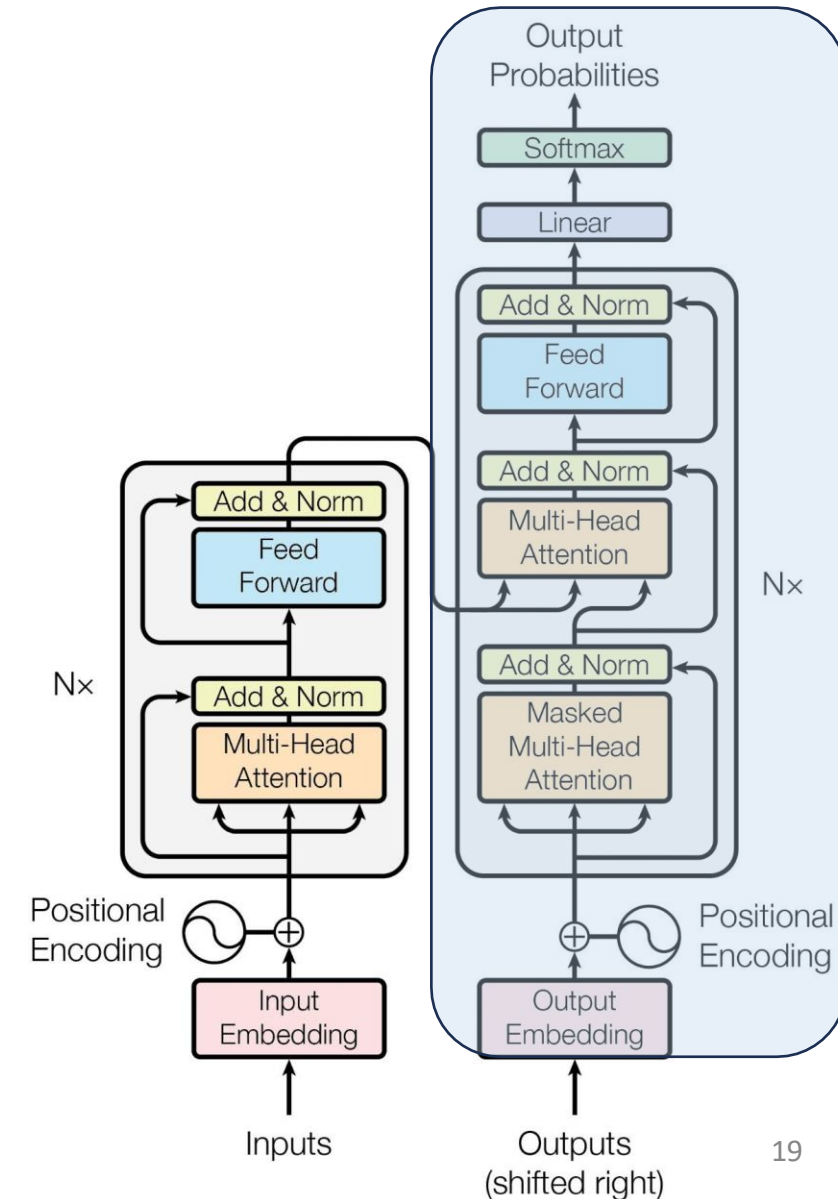 Output
Probabilities
Softmax
Linear
Add & Norm
Feed
Forward
Add & Norm
Multi-Head
Attention
N×
Add & Norm
Masked
Multi-Head
Attention
Positional
Encoding
Output
Embedding
Outputs
(shifted right)
Add & Norm
Feed
Forward
N×
Add & Norm
Multi-Head
Attention
Positional
Encoding
Input
Embedding
Inputs
19